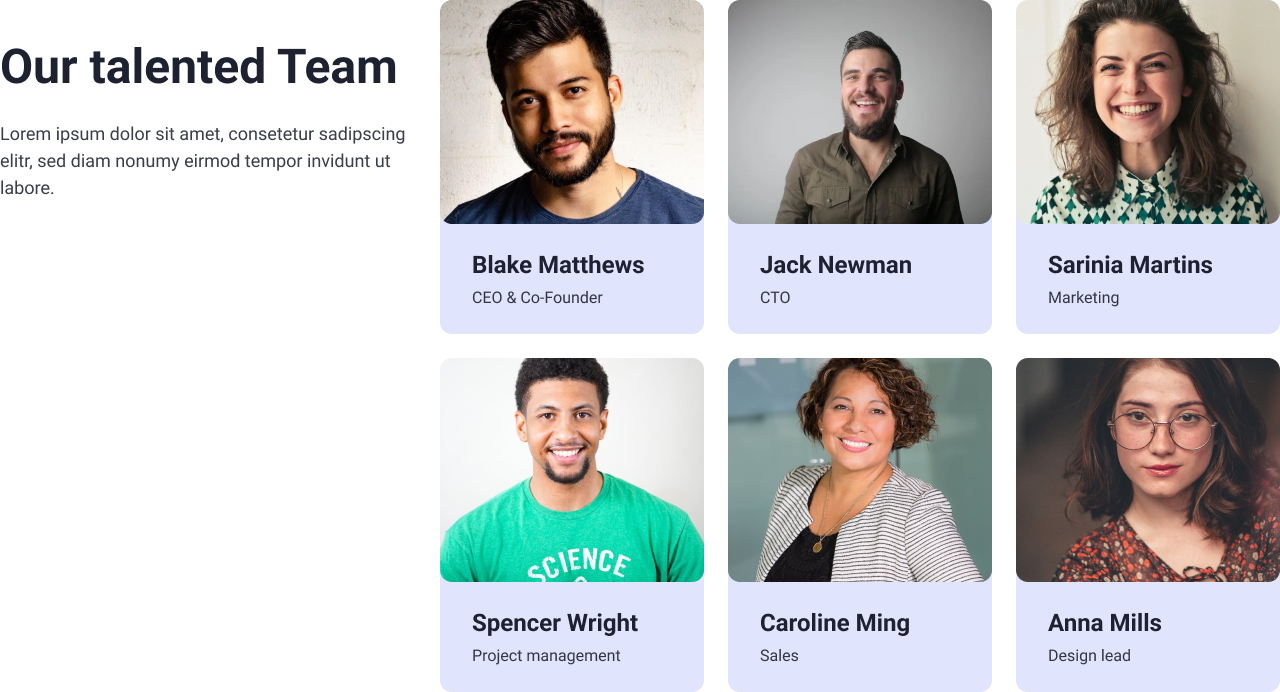 Our talented Team
Lorem ipsum dolor sit amet, consetetur sadipscing
elitr, sed diam nonumy eirmod tempor invidunt ut
labore.
Blake Matthews
CEO & Co-Founder
Jack Newman
CTO
Sarinia Martins
Marketing
SCIENCE
Spencer Wright
Project management
Caroline Ming
Sales
Anna Mills
Design lead